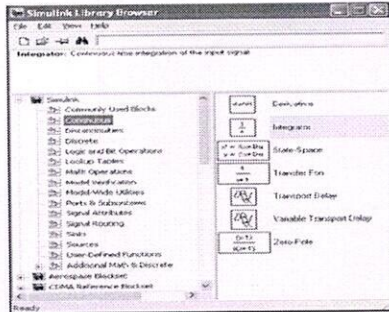 Simulink Library Browser
File Edit View Help
Integrator: Continuous-time integration of the input signal
Simulink
Commonly Used Blocks
Continuous
Discontinuities
Discrete
Logic and Bit Operations
Lookup Tables
Math Operations
Model Verification
Model-Wide Utilities
Ports & Subsystems
Signal Attributes
Signal Routing
Sinks
Sources
User-Defined Functions
Additional Math & Discrete
Aerospace Blockset
CDMA Reference Blockset
du/dt Derivative
1
s
Integrator
State-Space
Transfer Fcn
Transport Delay
Variable Transport Delay
Zero-Pole
Ready